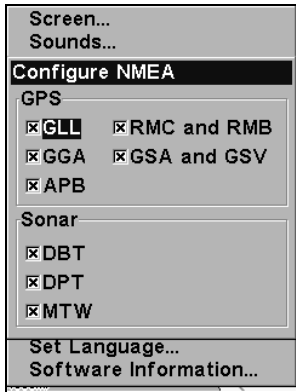 Screen...
Sounds...
Configure NMEA
GPS
GLL RMC and RMB
GGA GSA and GSV
APB
Sonar
DBT
DPT
MTW
Set Language...
Software Information...